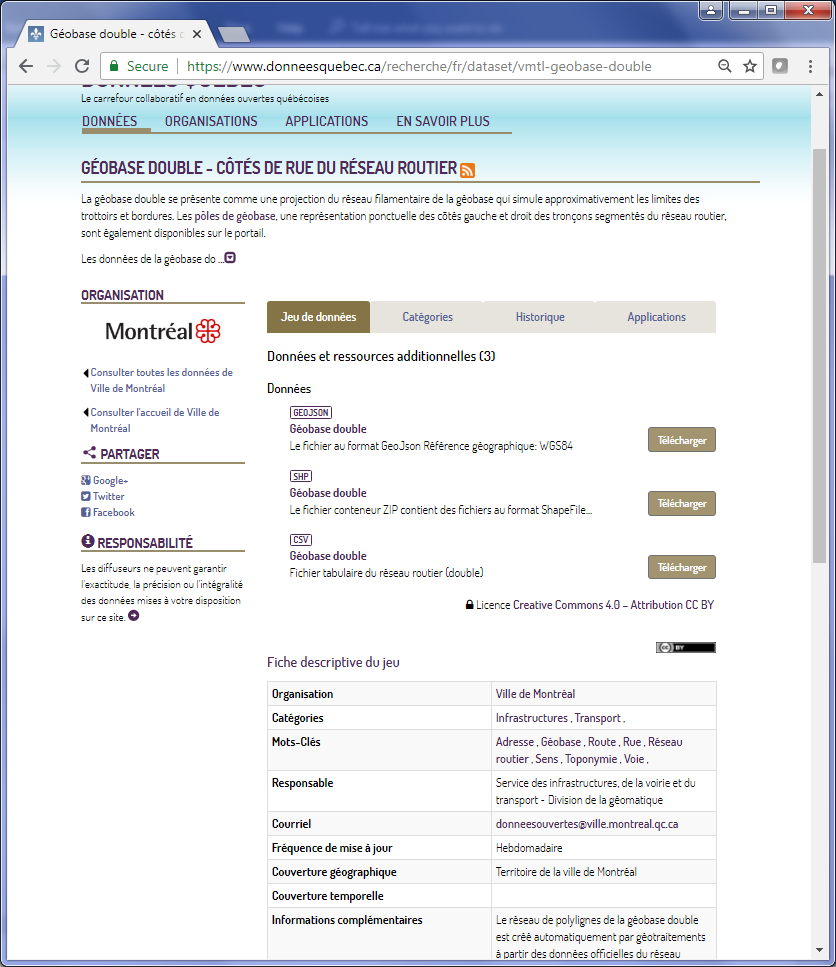 Géobase double - côtés c
Secure https://www.donneesquebec.ca/recherche/fr/dataset/vmtl-geobase-double
DONNÉES QUÉBEC
Le carrefour collaboratif en données ouvertes québécoises
DONNÉES ORGANISATIONS APPLICATIONS EN SAVOIR PLUS
GÉOBASE DOUBLE - CÔTÉS DE RUE DU RÉSEAU ROUTIER
La géobase double se présente comme une projection du réseau filamentaire de la géobase qui simule approximativement les limites des
trottoirs et bordures. Les pôles de géobase, une représentation ponctuelle des côtés gauche et droit des tronçons segmentés du réseau routier,
sont également disponibles sur le portail.
Les données de la géobase do ...
ORGANISATION
Montréal
Consulter toutes les données de
Ville de Montréal
Consulter l'accueil de Ville de
Montréal
PARTAGER
Google+
Twitter
Facebook
RESPONSABILITÉ
Les diffuseurs ne peuvent garantir
l'exactitude, la précision ou l'intégralité
des données mises à votre disposition
sur ce site.
Jeu de données Catégories Historique Applications
Données et ressources additionnelles (3)
Données
GEOJSON
Géobase double
Le fichier au format GeoJson Référence géographique: WGS84
Télécharger
SHP
Géobase double
Le fichier conteneur ZIP contient des fichiers au format ShapeFile...
Télécharger
CSV
Géobase double
Fichier tabulaire du réseau routier (double)
Télécharger
Licence Creative Commons 4.0 – Attribution CC BY
cc BY
Fiche descriptive du jeu
Organisation Ville de Montréal
Catégories Infrastructures , Transport ,
Mots-Clés Adresse , Géobase , Route , Rue , Réseau
routier , Sens , Toponymie , Voie ,
Responsable Service des infrastructures, de la voirie et du
transport - Division de la géomatique
Courriel donneesouvertes@ville.montreal.qc.ca
Fréquence de mise à jour Hebdomadaire
Couverture géographique Territoire de la ville de Montréal
Couverture temporelle
Informations complémentaires Le réseau de polylignes de la géobase double
est créé automatiquement par géotraitements
à partir des données officielles du réseau